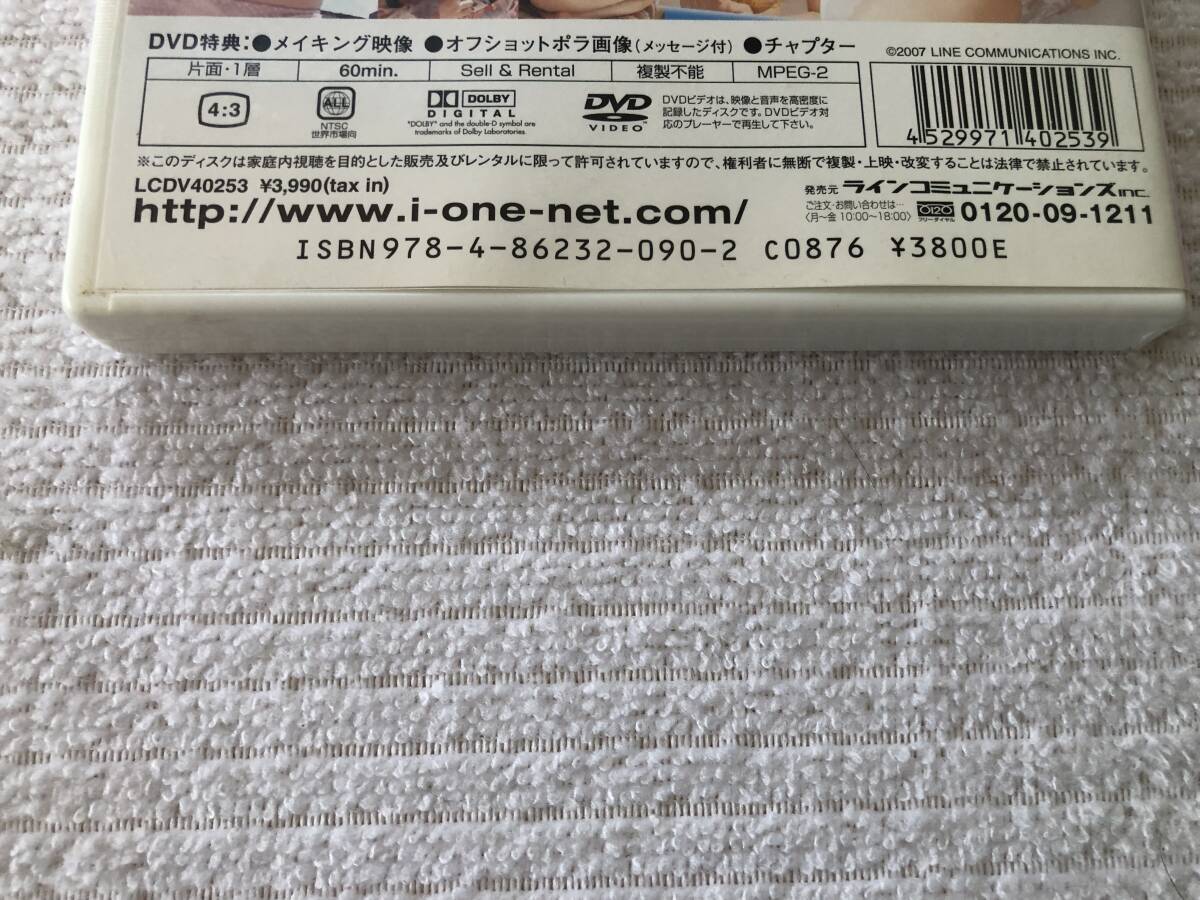 DVD特典:●メイキング映像 ●オフショットポラ画像(メッセージ付) ●チャプター
©2007 LINE COMMUNICATIONS INC.
片面・1層 60min. Sell & Rental 複製不能 MPEG-2
4:3
ALL
NTSC
世界市場向
DOLBY
DIGITAL
"DOLBY" and the double-D symbol are
trademarks of Dolby Laboratories.
DVD
VIDEO
DVDビデオは、映像と音声を高密度に
記録したディスクです。DVDビデオ対
応のプレーヤーで再生して下さい。
4 529971 402539
※このディスクは家庭内視聴を目的とした販売及びレンタルに限って許可されていますので、権利者に無断で複製・上映・改変することは法律で禁止されています。
LCDV40253 ¥3,990(tax in)
発売元 ラインコミュニケーションズINC.
http://www.i-one-net.com/
ご注文・お問い合わせは…
〈月〜金 10:00〜18:00〉
0120
フリーダイヤル
0120-09-1211
ISBN978-4-86232-090-2 C0876 ¥3800E